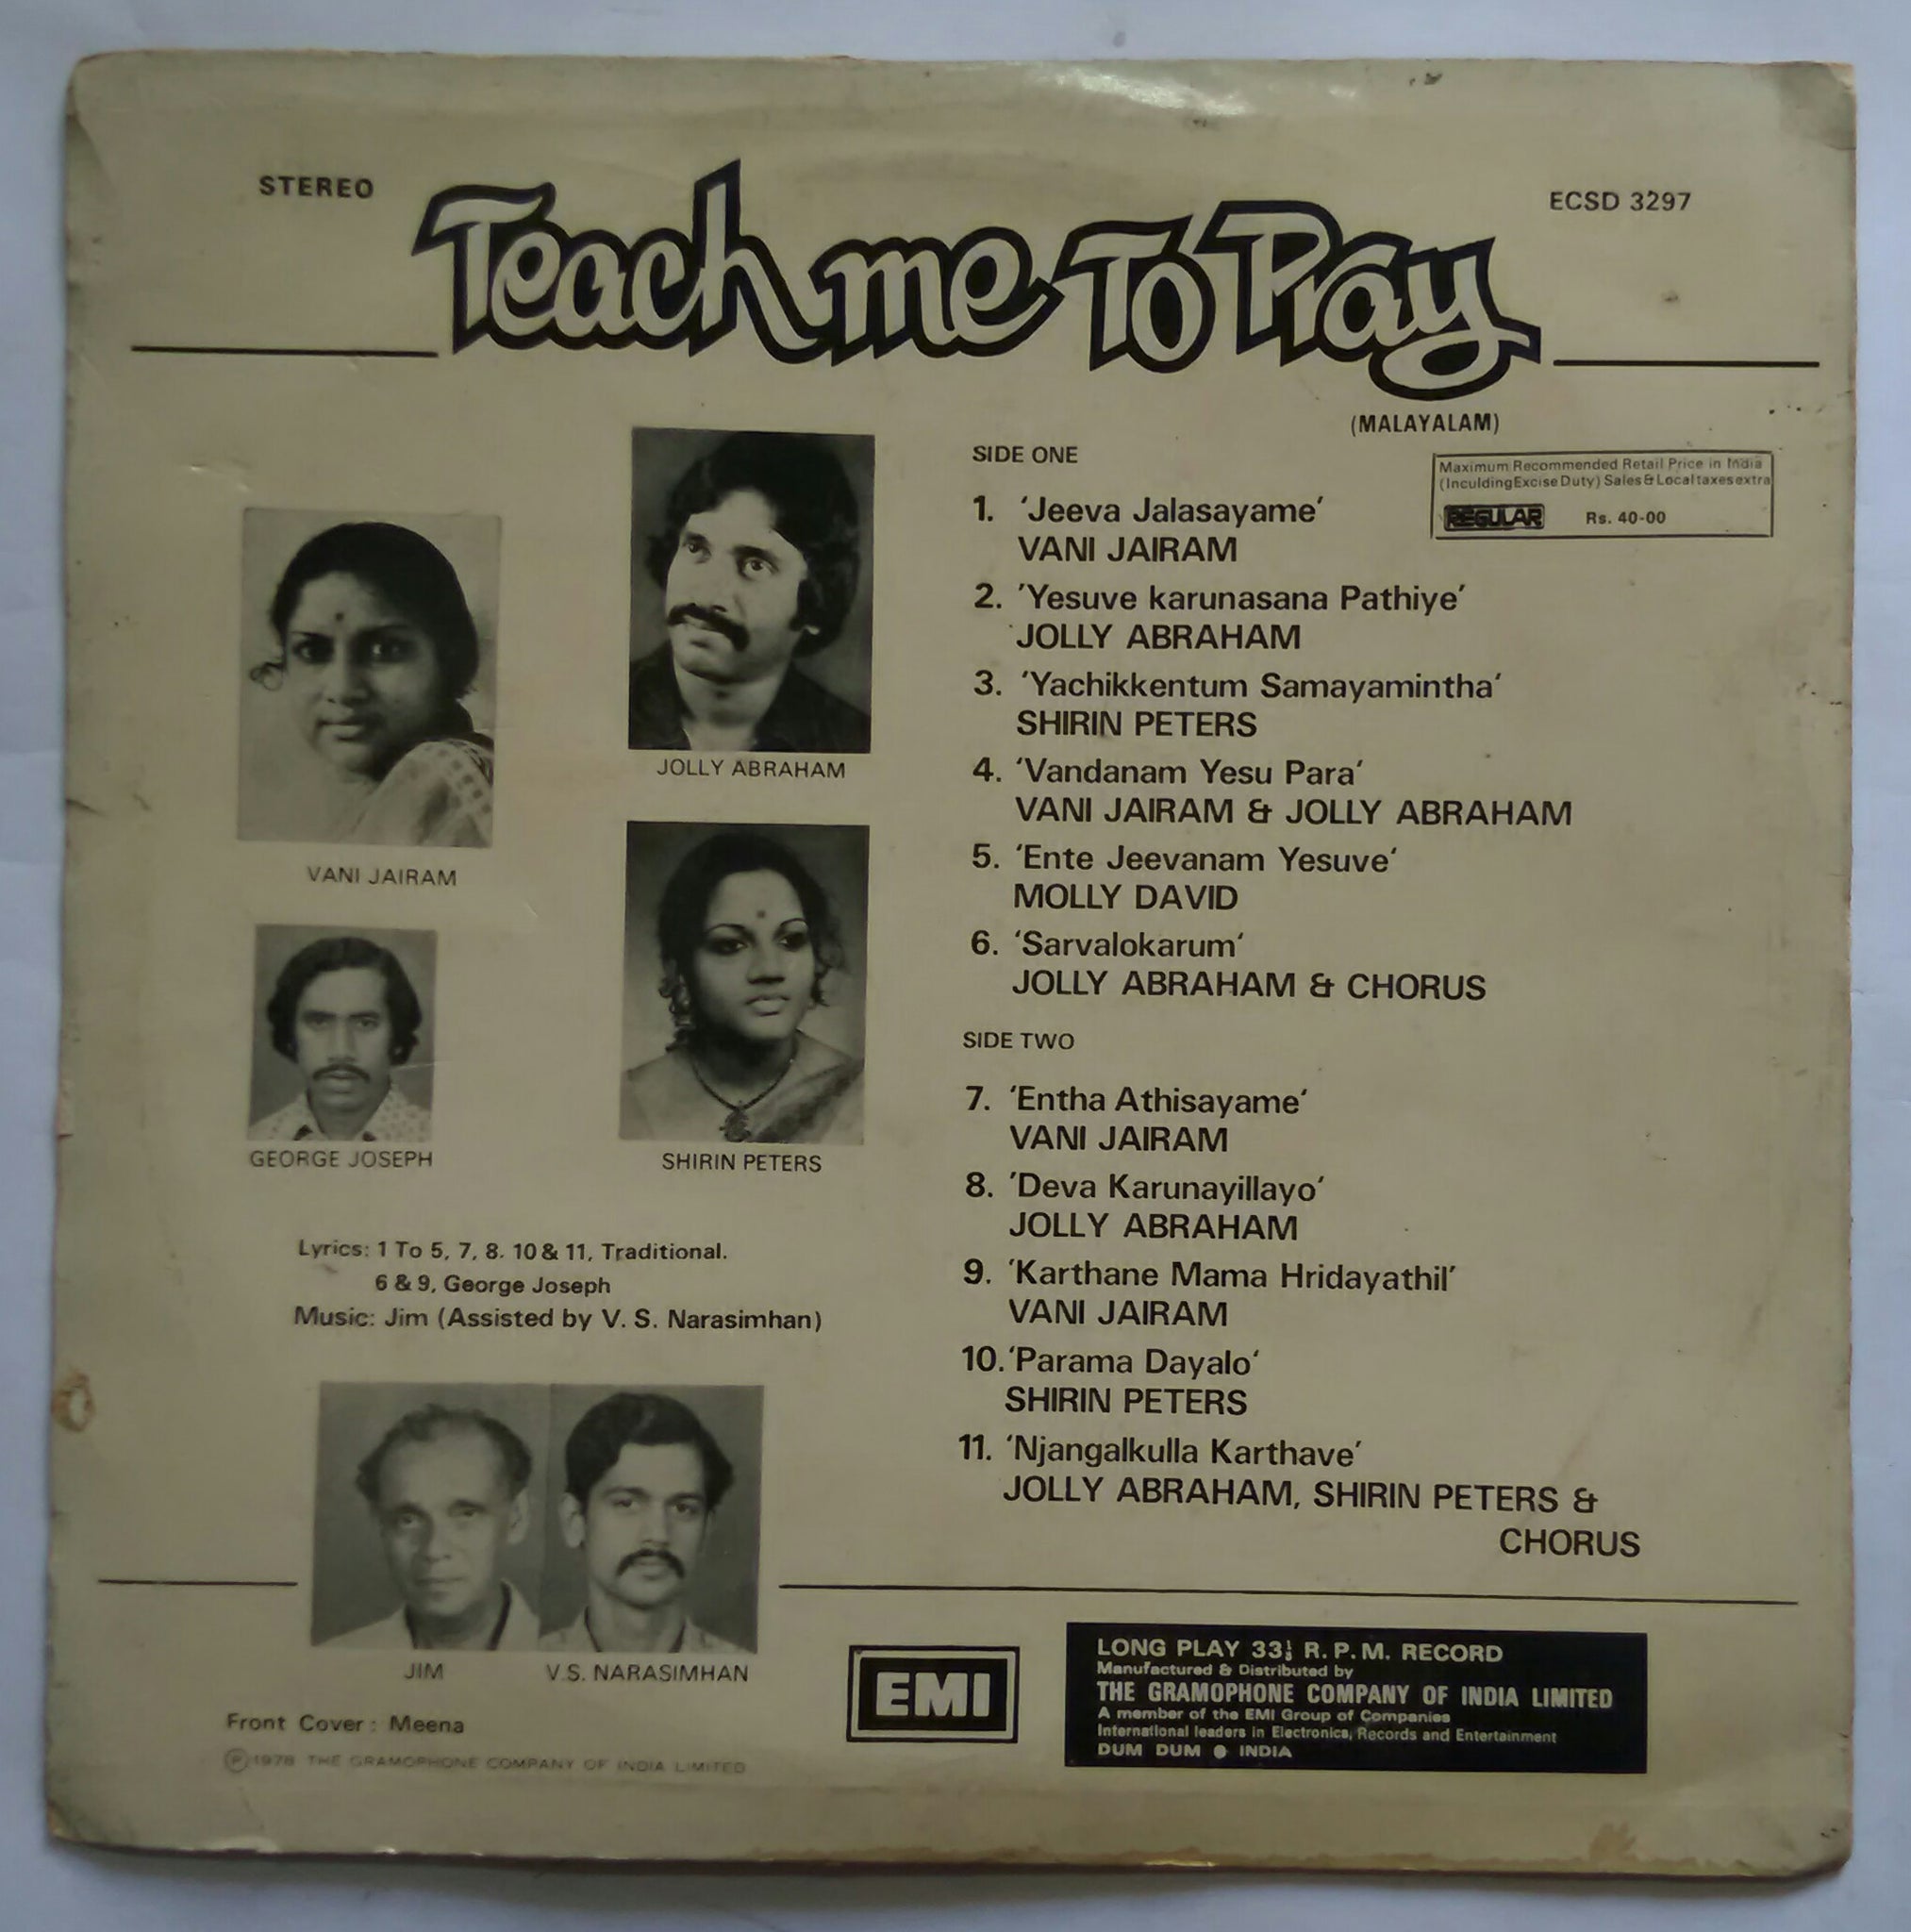 STEREO
ECSD 3297
Teach me To Pray
(MALAYALAM)
VANI JAIRAM
JOLLY ABRAHAM
GEORGE JOSEPH
SHIRIN PETERS
Lyrics: 1 To 5, 7, 8. 10 & 11, Traditional.
6 & 9, George Joseph
Music: Jim (Assisted by V. S. Narasimhan)
JIM
V.S. NARASIMHAN
Front Cover : Meena
℗ 1978 THE GRAMOPHONE COMPANY OF INDIA LIMITED
SIDE ONE
Maximum Recommended Retail Price in India
(Inculding Excise Duty) Sales & Local taxes extra
REGULAR Rs. 40-00
1. ‘Jeeva Jalasayame’
VANI JAIRAM
2. ’Yesuve karunasana Pathiye’
JOLLY ABRAHAM
3. ‘Yachikkentum Samayamintha‘
SHIRIN PETERS
4. ‘Vandanam Yesu Para‘
VANI JAIRAM & JOLLY ABRAHAM
5. ‘Ente Jeevanam Yesuve‘
MOLLY DAVID
6. ‘Sarvalokarum‘
JOLLY ABRAHAM & CHORUS
SIDE TWO
7. ‘Entha Athisayame‘
VANI JAIRAM
8. ’Deva Karunayillayo‘
JOLLY ABRAHAM
9. ‘Karthane Mama Hridayathil’
VANI JAIRAM
10. ‘Parama Dayalo‘
SHIRIN PETERS
11. ‘Njangalkulla Karthave’
JOLLY ABRAHAM, SHIRIN PETERS &
CHORUS
EMI
LONG PLAY 33⅓ R. P. M. RECORD
Manufactured & Distributed by
THE GRAMOPHONE COMPANY OF INDIA LIMITED
A member of the EMI Group of Companies
International leaders in Electronics, Records and Entertainment
DUM DUM ● INDIA